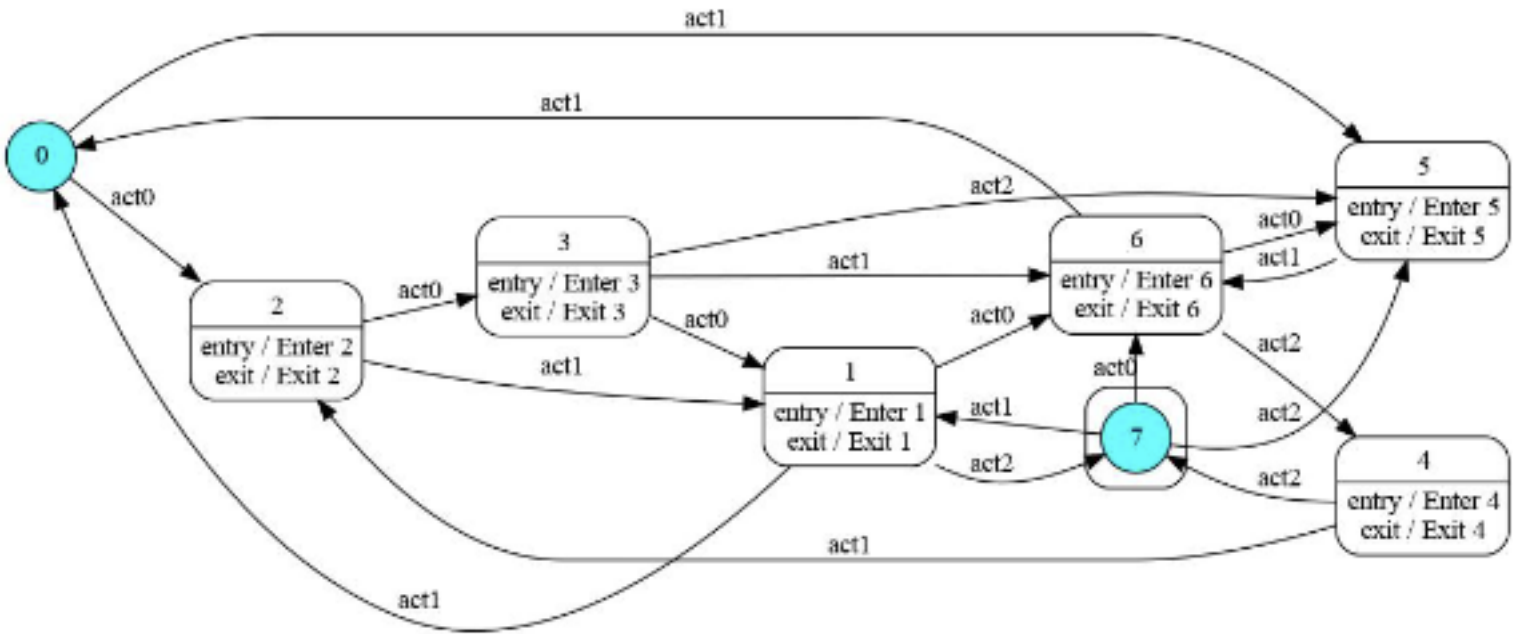 act1
act1
0
act0
act2
5
entry / Enter 5
exit / Exit 5
3
entry / Enter 3
exit / Exit 3
act1
6
entry / Enter 6
exit / Exit 6
act0
act1
2
entry / Enter 2
exit / Exit 2
act0
act0
act1
1
entry / Enter 1
exit / Exit 1
act0
act0
act2
act1
7
act2
act2
act2
4
entry / Enter 4
exit / Exit 4
act1
act1